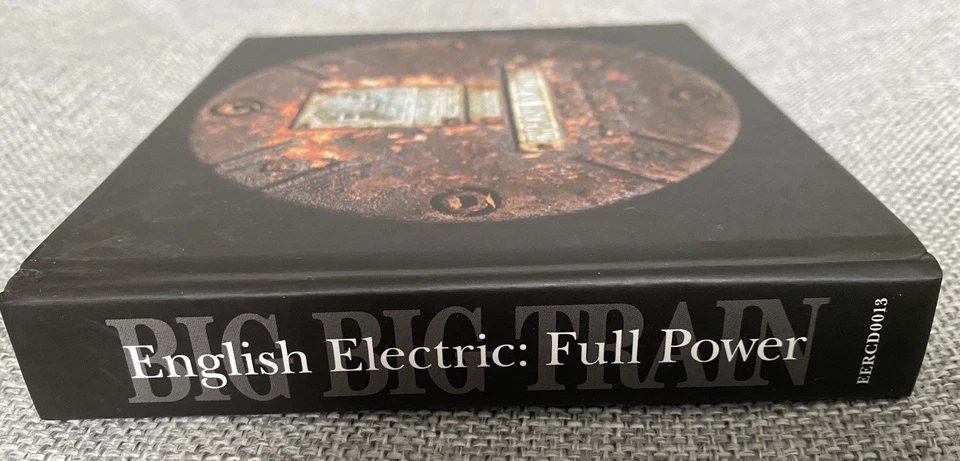 BIG BIG TRAIN
English Electric: Full Power
EERCD0013